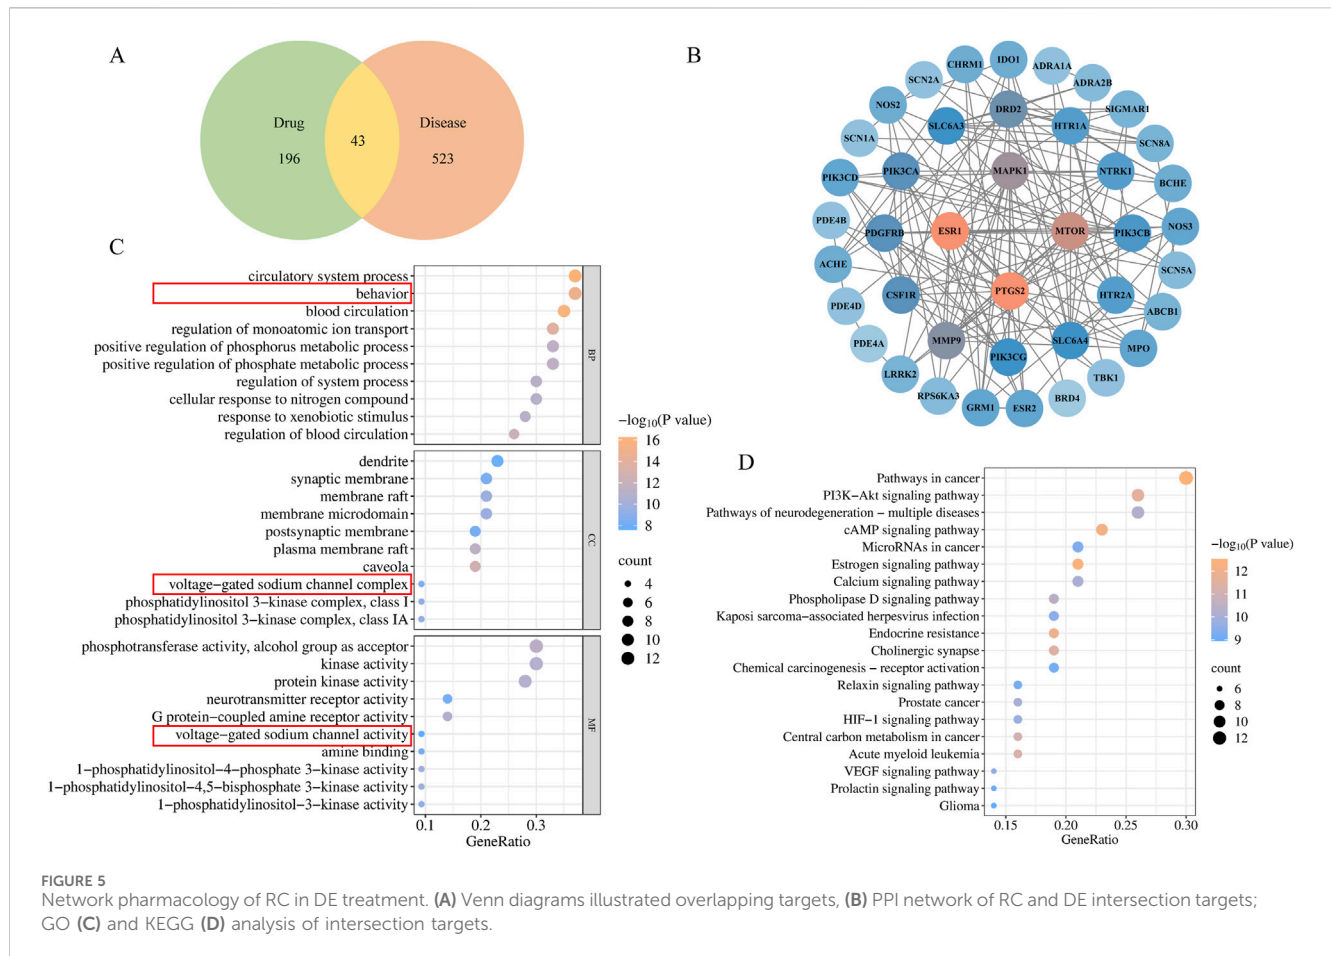 A
Drug
196
43
Disease
523
B
IDO1
CHRM1
ADRA1A
SCN2A
ADRA2B
NOS2
DRD2
SIGMAR1
SLC6A3
HTR1A
SCN1A
SCN8A
PIK3CD
PIK3CA
MAPK1
NTRK1
BCHE
PDE4B
PDGFRB
ESR1
MTOR
PIK3CB
NOS3
ACHE
SCN5A
CSF1R
PTGS2
HTR2A
PDE4D
ABCB1
PDE4A
MMP9
PIK3CG
SLC6A4
MPO
LRRK2
TBK1
RPS6KA3
GRM1
ESR2
BRD4
C
circulatory system process
behavior
blood circulation
regulation of monoatomic ion transport
positive regulation of phosphorus metabolic process
positive regulation of phosphate metabolic process
regulation of system process
cellular response to nitrogen compound
response to xenobiotic stimulus
regulation of blood circulation
BP
dendrite
synaptic membrane
membrane raft
membrane microdomain
postsynaptic membrane
plasma membrane raft
caveola
voltage−gated sodium channel complex
phosphatidylinositol 3−kinase complex, class I
phosphatidylinositol 3−kinase complex, class IA
CC
phosphotransferase activity, alcohol group as acceptor
kinase activity
protein kinase activity
neurotransmitter receptor activity
G protein−coupled amine receptor activity
voltage−gated sodium channel activity
amine binding
1−phosphatidylinositol−4−phosphate 3−kinase activity
1−phosphatidylinositol−4,5−bisphosphate 3−kinase activity
1−phosphatidylinositol−3−kinase activity
MF
0.1 0.2 0.3
GeneRatio
−log10(P value)
16
14
12
10
8
count
4
6
8
10
12
D
Pathways in cancer
PI3K−Akt signaling pathway
Pathways of neurodegeneration − multiple diseases
cAMP signaling pathway
MicroRNAs in cancer
Estrogen signaling pathway
Calcium signaling pathway
Phospholipase D signaling pathway
Kaposi sarcoma−associated herpesvirus infection
Endocrine resistance
Cholinergic synapse
Chemical carcinogenesis − receptor activation
Relaxin signaling pathway
Prostate cancer
HIF−1 signaling pathway
Central carbon metabolism in cancer
Acute myeloid leukemia
VEGF signaling pathway
Prolactin signaling pathway
Glioma
0.15 0.20 0.25 0.30
GeneRatio
−log10(P value)
12
11
10
9
count
6
8
10
12
FIGURE 5
Network pharmacology of RC in DE treatment. (A) Venn diagrams illustrated overlapping targets, (B) PPI network of RC and DE intersection targets;
GO (C) and KEGG (D) analysis of intersection targets.